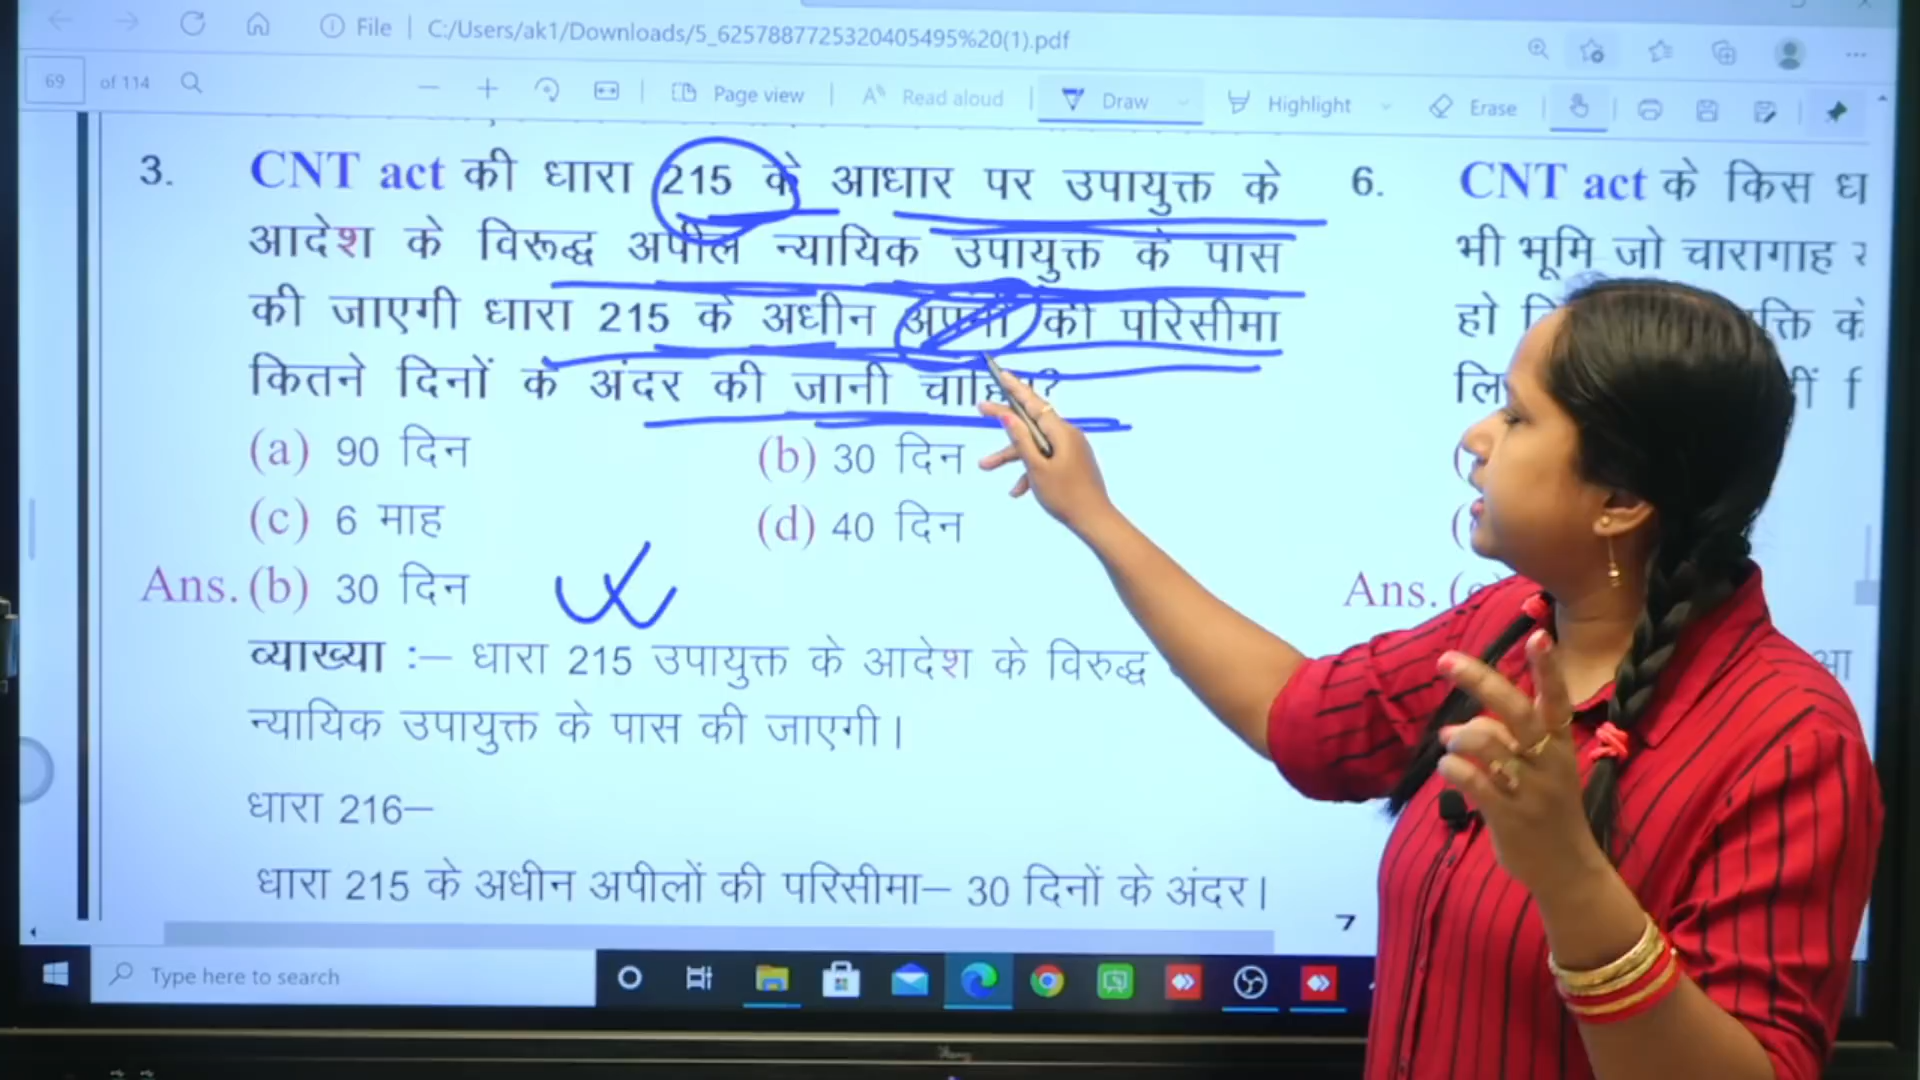 File | C:/Users/ak1/Downloads/5_6257887725320405495%20(1).pdf
69 of 114 Page view Read aloud Draw Highlight Erase
3. CNT act की धारा 215 के आधार पर उपायुक्त के
आदेश के विरूद्ध अपील न्यायिक उपायुक्त के पास
की जाएगी धारा 215 के अधीन की परिसीमा
कितने दिनों के अंदर की जानी
(a) 90 दिन (b) 30 दिन
(c) 6 माह (d) 40 दिन
Ans. (b) 30 दिन
व्याख्या :– धारा 215 उपायुक्त के आदेश के विरुद्ध
न्यायिक उपायुक्त के पास की जाएगी।
धारा 216–
धारा 215 के अधीन अपीलों की परिसीमा– 30 दिनों के अंदर।
6. CNT act के किस
भी भूमि जो चारागाह
हो
Ans.
7
Type here to search